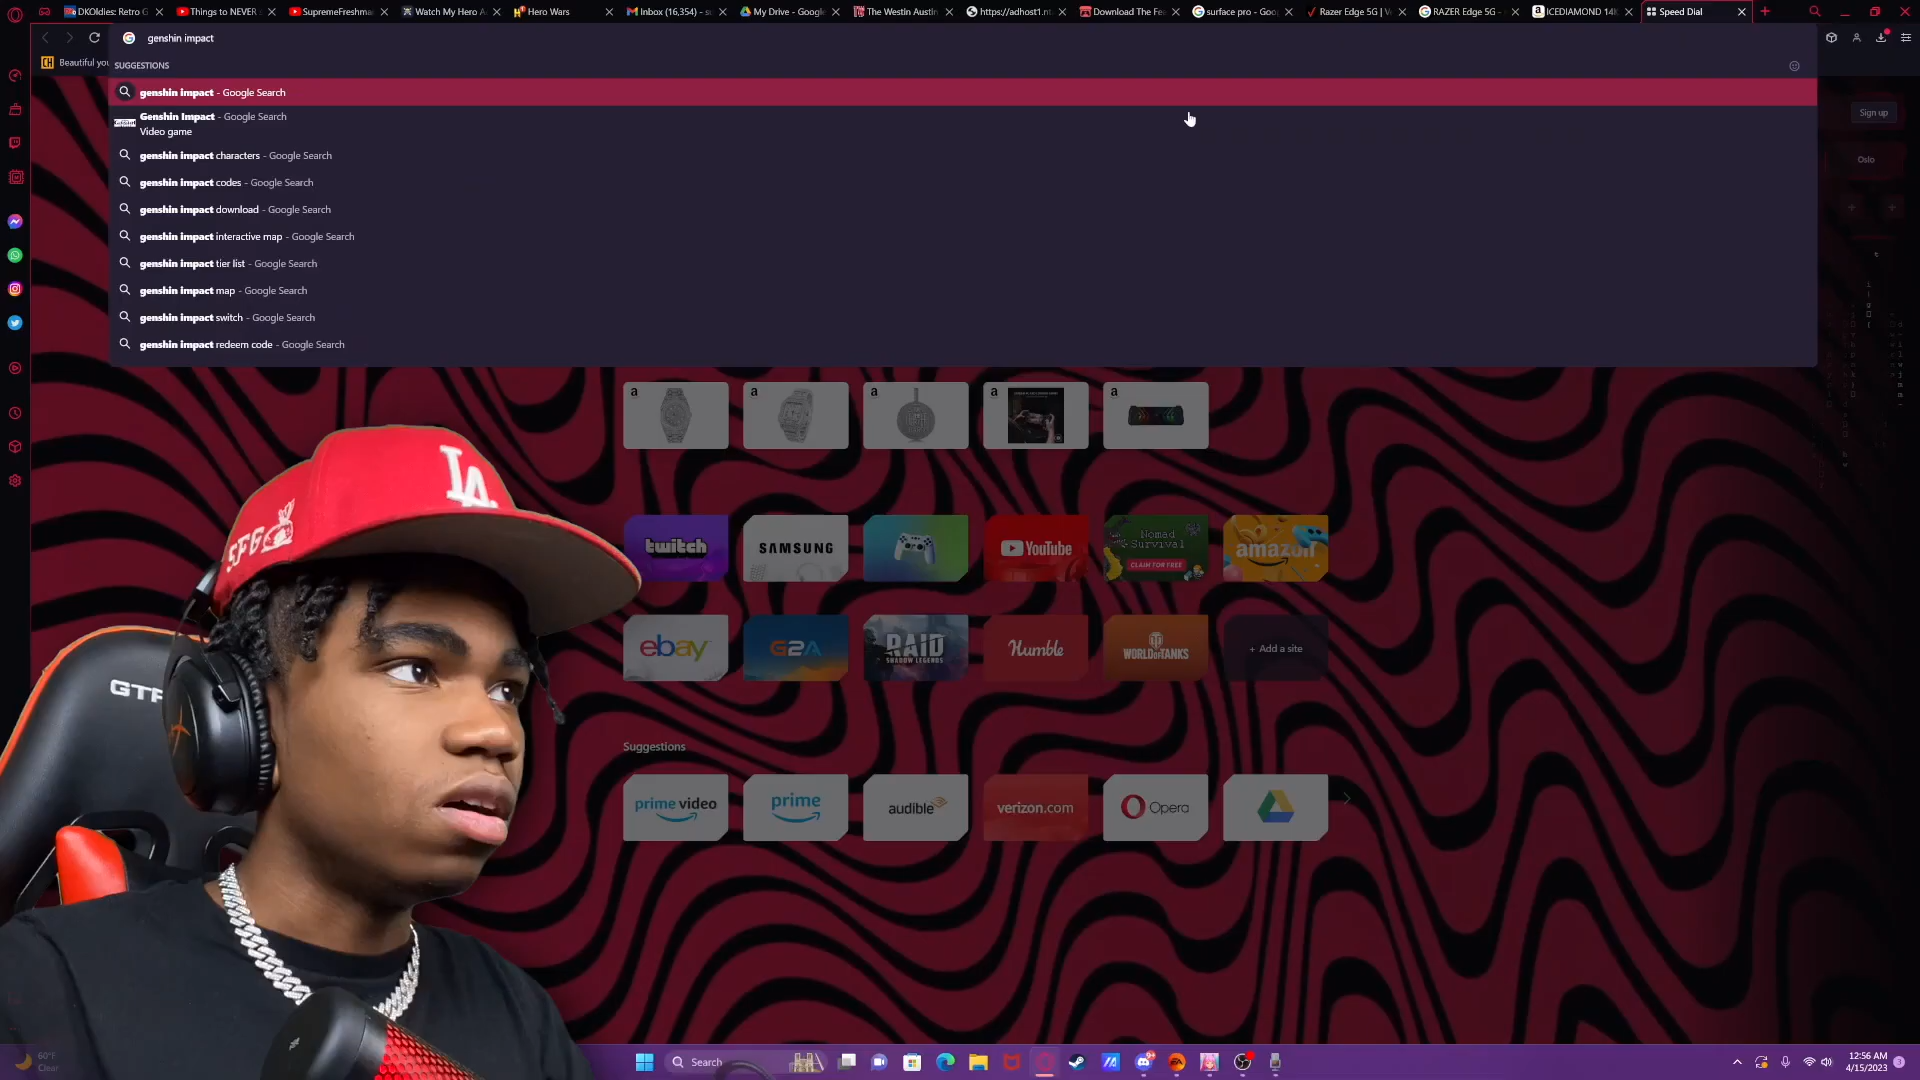 DKOldies: Retro G
Things to NEVER
SupremeFreshma
Watch My Hero A
Hero Wars
Inbox (16,354) - s
My Drive - Google
The Westin Austin
https://adhost1.nt
Download The Fe
surface pro - Goo
Razer Edge 5G | Ve
RAZER Edge 5G -
ICEDIAMOND 14K
Speed Dial
genshin impact
Beautiful you
SUGGESTIONS
genshin impact - Google Search
Genshin Impact - Google Search
Video game
genshin impact characters - Google Search
genshin impact codes - Google Search
genshin impact download - Google Search
genshin impact interactive map - Google Search
genshin impact tier list - Google Search
genshin impact map - Google Search
genshin impact switch - Google Search
genshin impact redeem code - Google Search
Sign up
Oslo
twitch
SAMSUNG
YouTube
Nomad
Survival
CLAIM FOR FREE
amazon
ebay
G2A
RAID
SHADOW LEGENDS
Humble
WORLD OF TANKS
+ Add a site
Suggestions
prime video
prime
audible
verizon.com
Opera
LA
SFG
GTR
60°F
Clear
Search
12:56 AM
4/15/2023